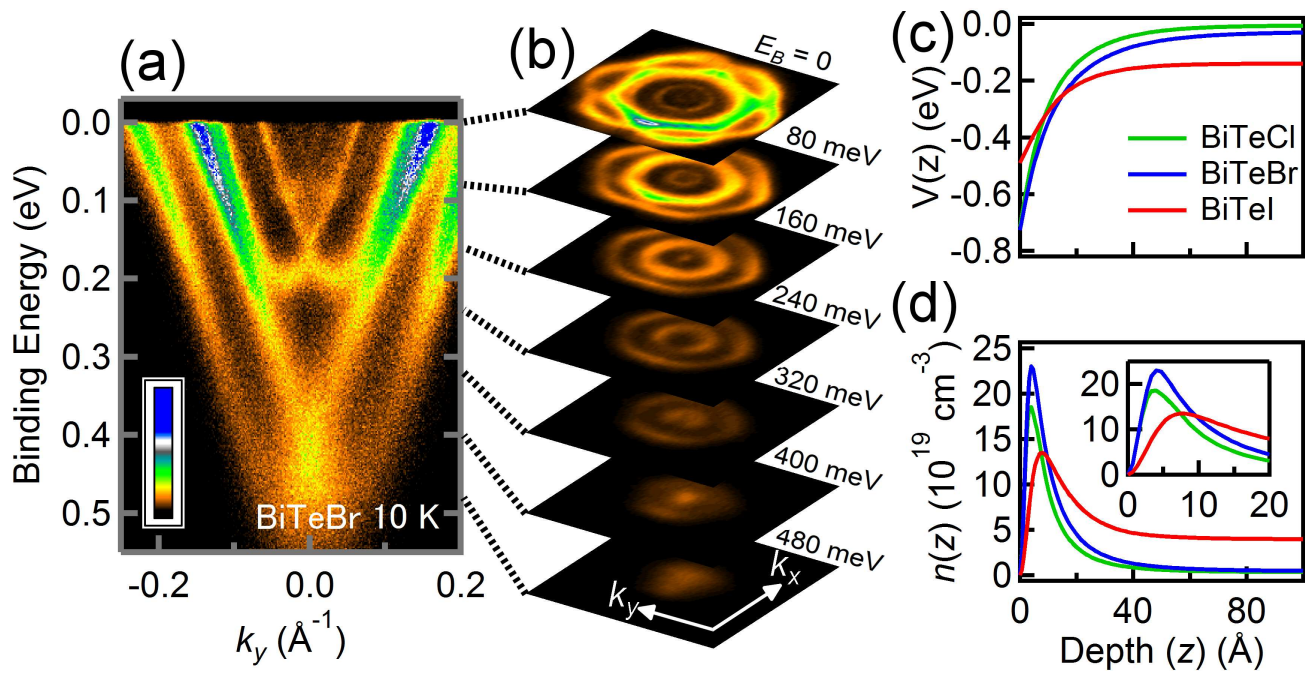 (a)
Binding Energy (eV)
0.0
0.1
0.2
0.3
0.4
0.5
BiTeBr 10 K
-0.2
0.0
0.2
k_y (Å⁻¹)
(b)
E_B = 0
80 meV
160 meV
240 meV
320 meV
400 meV
480 meV
k_x
k_y
(c)
V(z) (eV)
0.0
-0.2
-0.4
-0.6
-0.8
BiTeCl
BiTeBr
BiTeI
(d)
n(z) (10¹⁹ cm⁻³)
25
20
15
10
5
0
20
10
0
0 5 10 15 20
0 40 80
Depth (z) (Å)